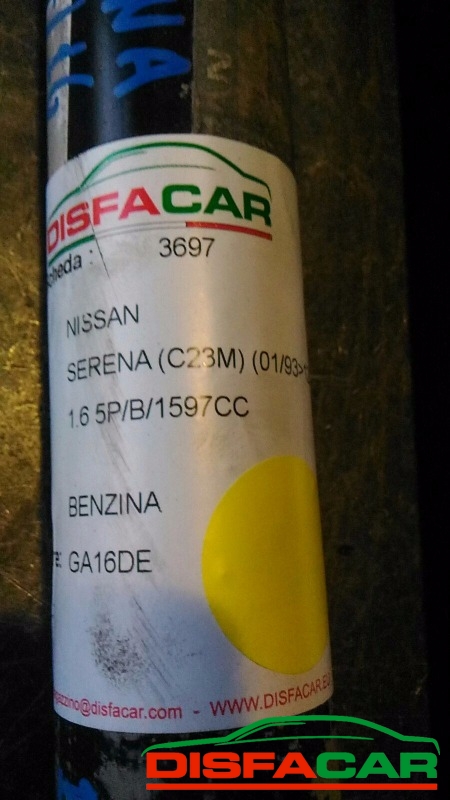 DISFACAR
3697
NISSAN
SERENA (C23M) (01/93>
1.6 5P/B/1597CC
BENZINA
GA16DE
@disfacar.com - WWW.DISFACAR.E
DISFACAR